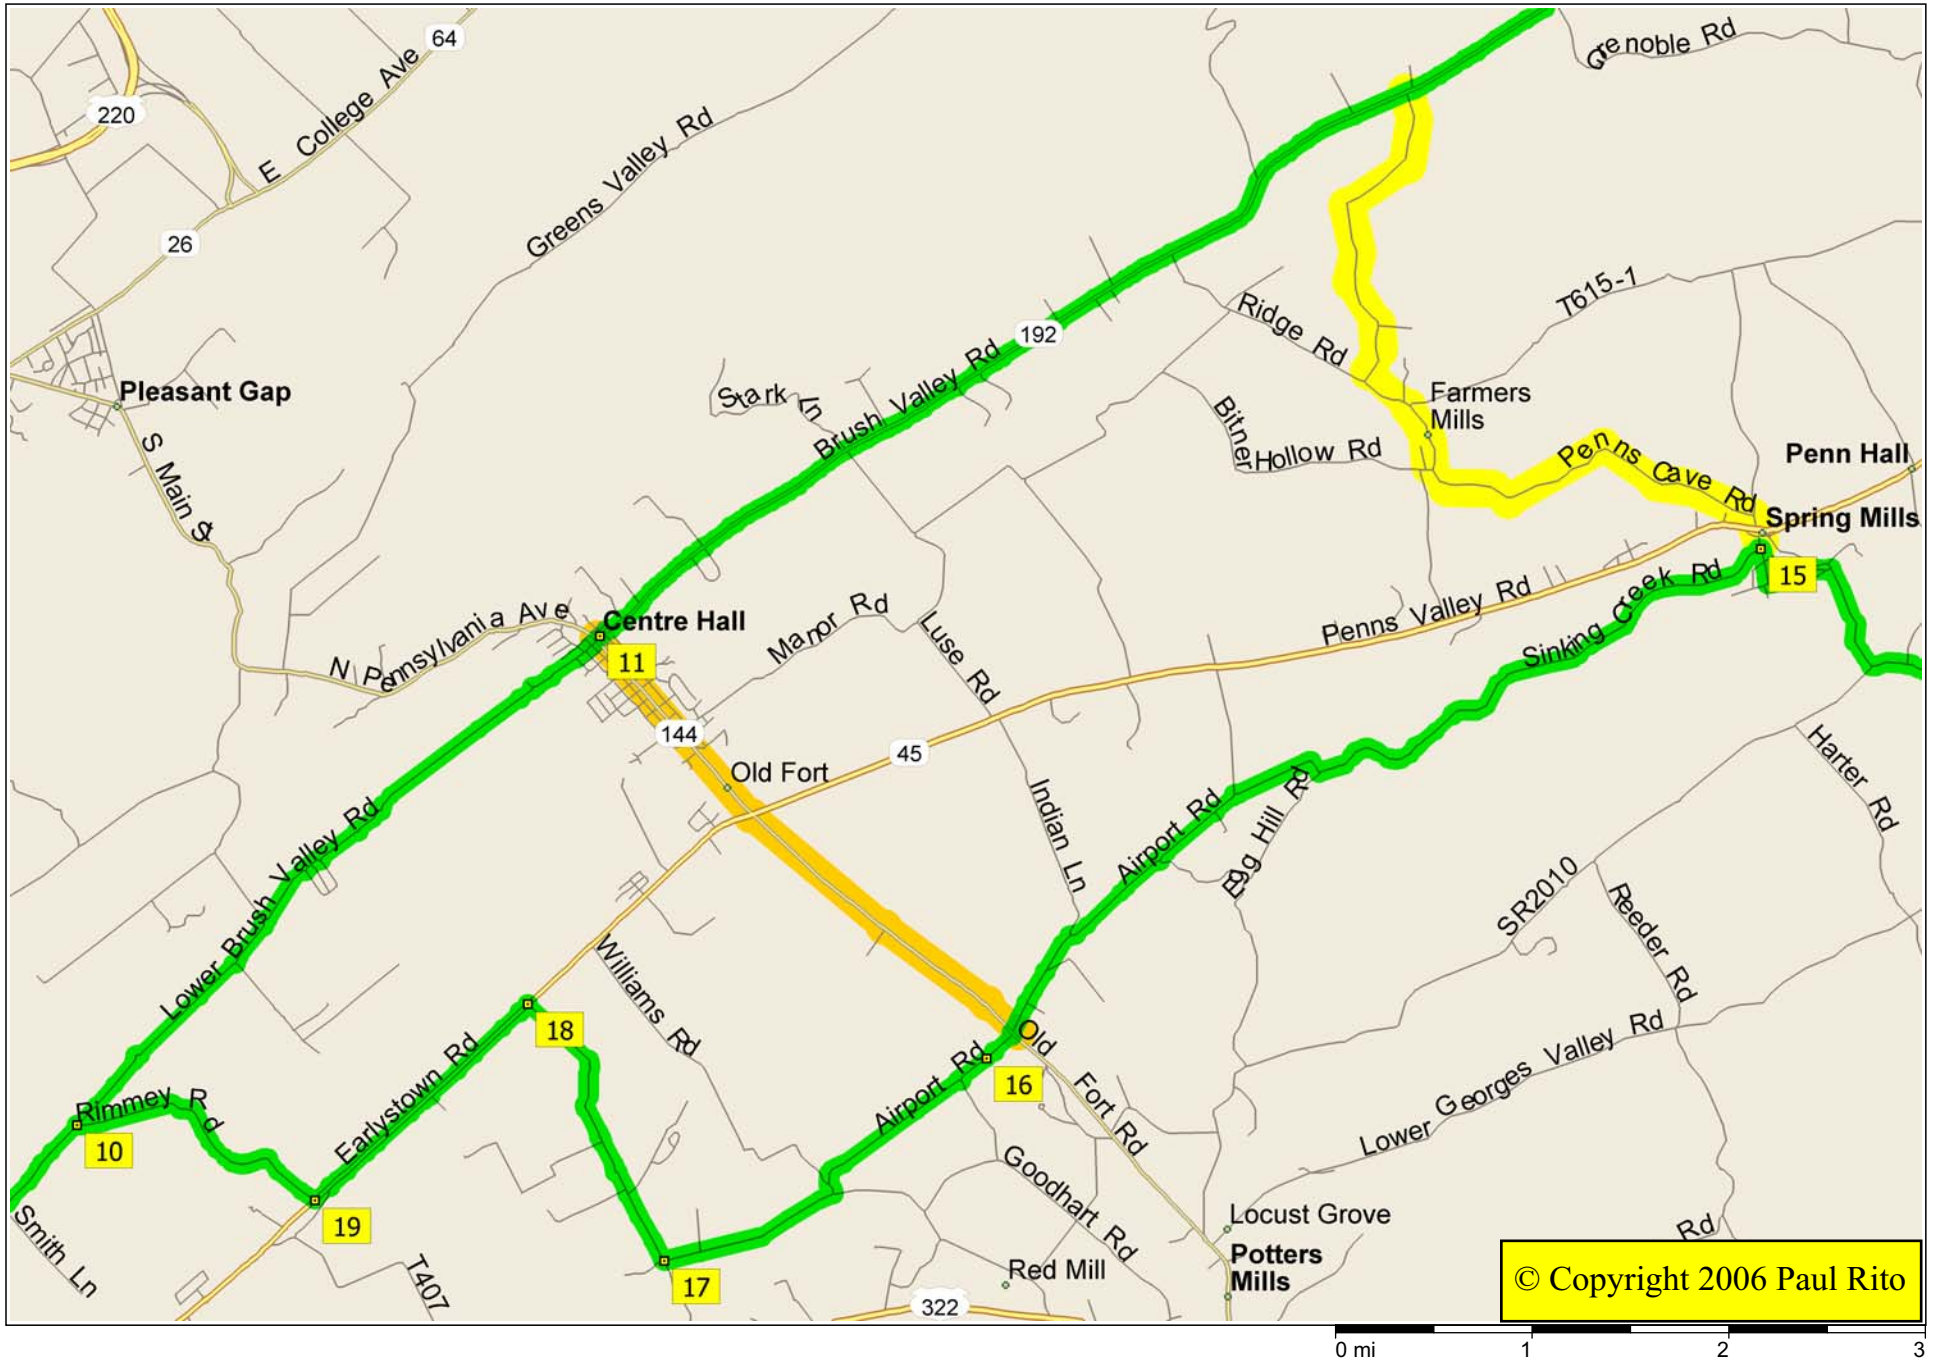 64
Grenoble Rd
220
E College Ave
Greens Valley Rd
26
Ridge Rd
T615-1
192
Pleasant Gap
Stark Ln
Brush Valley Rd
Farmers
Mills
Bitner
Hollow Rd
Penns Cave Rd
Penn Hall
S Main St
Spring Mills
15
Penns Valley Rd
Sinking Creek Rd
N Pennsylvania Ave
Centre Hall
11
Manor Rd
Luse Rd
144
Old Fort
45
Harter Rd
Indian Ln
Airport Rd
Egg Hill Rd
Lower Brush Valley Rd
SR2010
Reeder Rd
Williams Rd
18
Earlystown Rd
Old Fort Rd
Airport Rd
16
Lower Georges Valley Rd
Rimmey Rd
10
Goodhart Rd
Locust Grove
19
Smith Ln
T407
17
Red Mill
Potters
Mills
Rd
322
© Copyright 2006 Paul Rito
0 mi 1 2 3